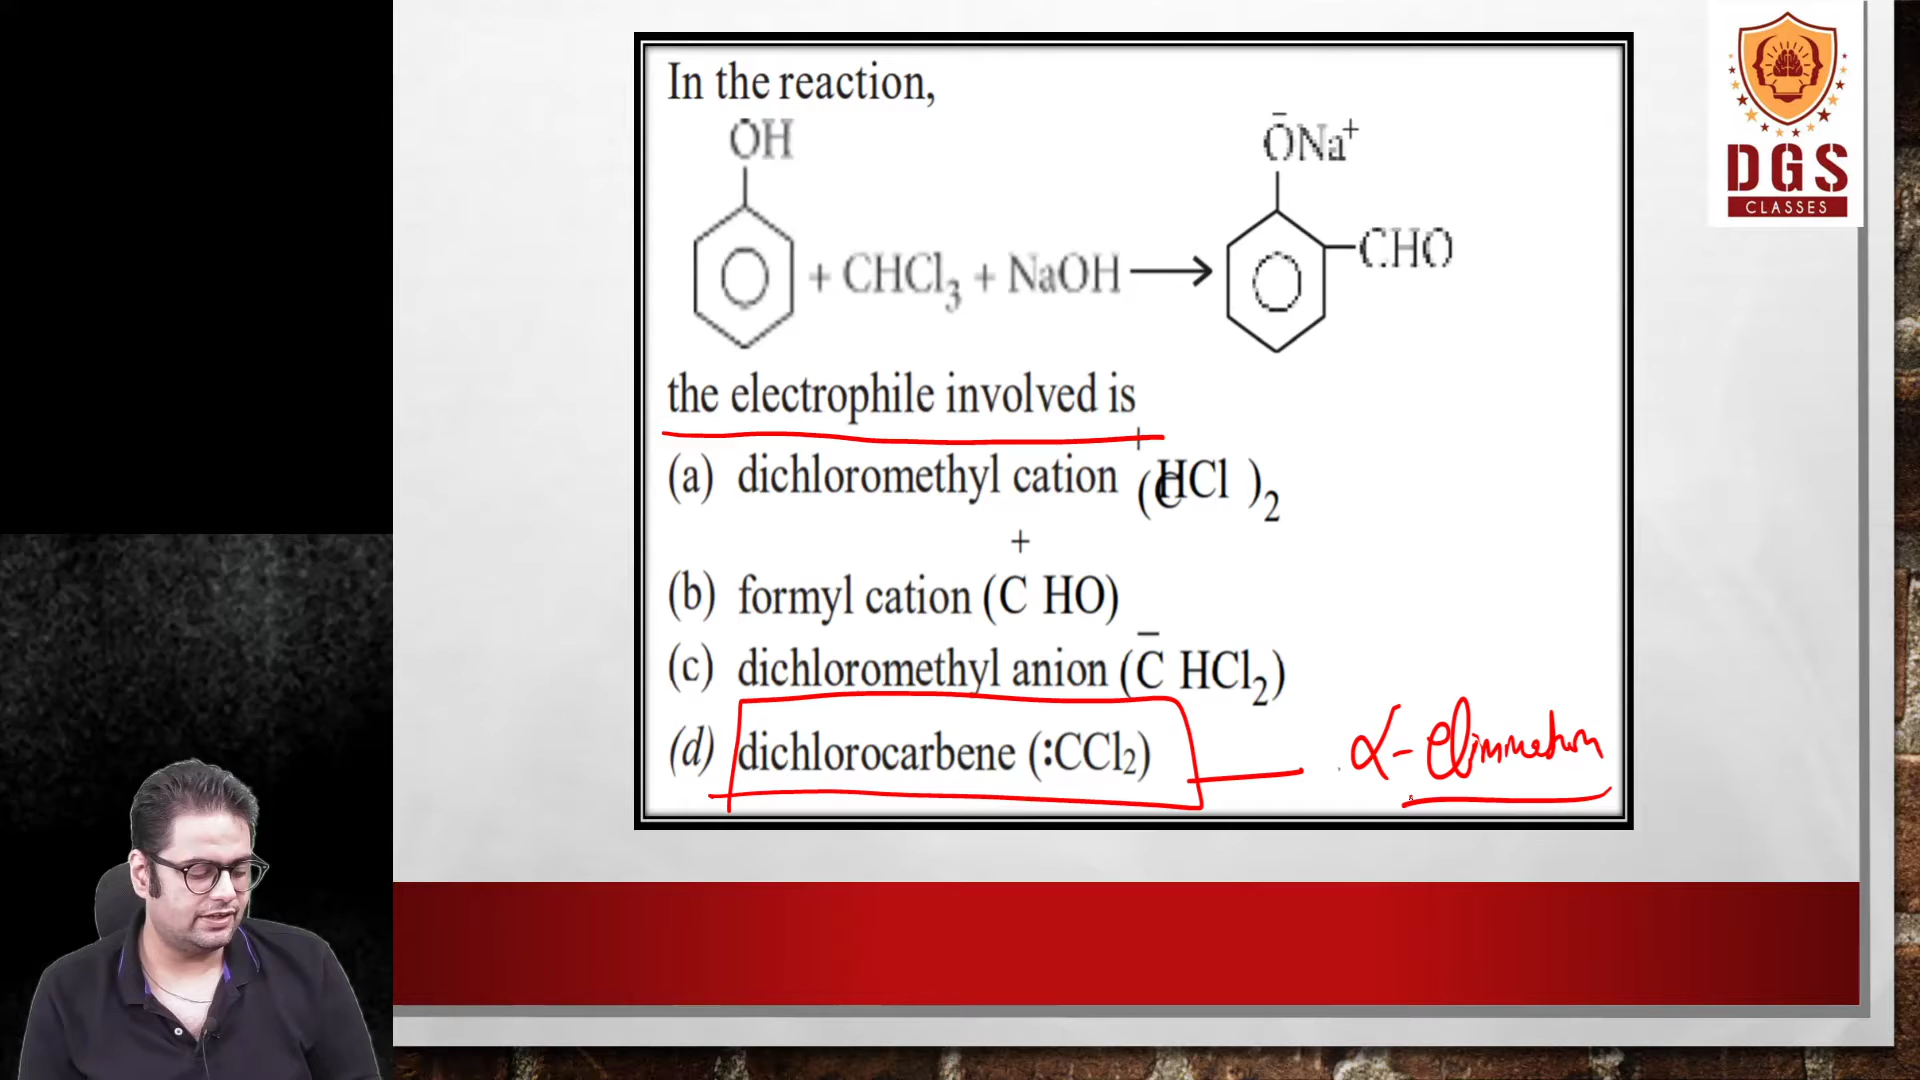 In the reaction,
OH
ŌNa⁺
CHO
+ CHCl₃ + NaOH ⟶
the electrophile involved is
(a) dichloromethyl cation (C⁺HCl )₂
(b) formyl cation (C⁺ HO)
(c) dichloromethyl anion (C̄ HCl₂)
(d) dichlorocarbene (:CCl₂)
α- elimination
DGS
CLASSES